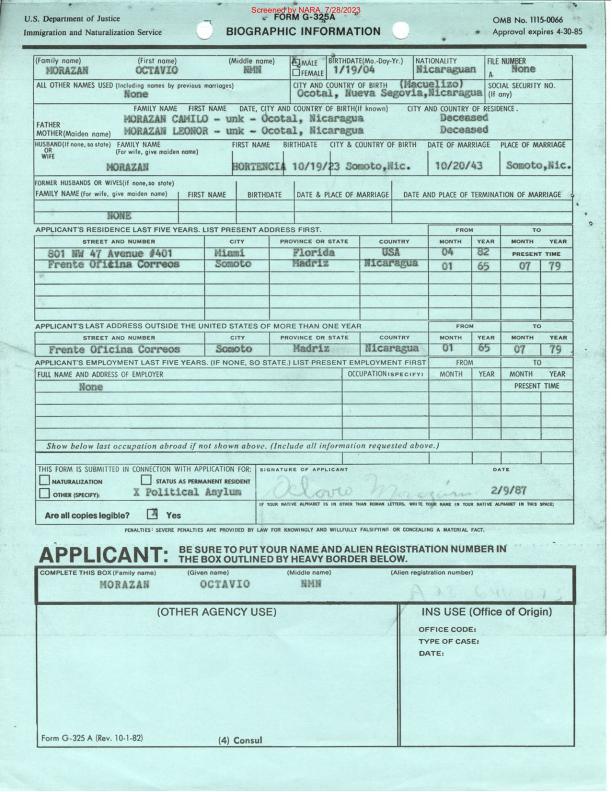 Screened by NARA, 7/28/2023
U.S. Department of Justice
Immigration and Naturalization Service
FORM G-325A
BIOGRAPHIC INFORMATION
OMB No. 1115-0066
Approval expires 4-30-85
(Family name) (First name) (Middle name) MALE BIRTHDATE(Mo.-Day-Yr.) NATIONALITY FILE NUMBER
MORAZAN OCTAVIO NMN FEMALE 1/19/04 Nicaraguan A None
ALL OTHER NAMES USED (Including names by previous marriages) CITY AND COUNTRY OF BIRTH (Macuelizo) SOCIAL SECURITY NO.
None Ocotal, Nueva Segovia,Nicaragua (If any)
FAMILY NAME FIRST NAME DATE, CITY AND COUNTRY OF BIRTH(If known) CITY AND COUNTRY OF RESIDENCE.
FATHER MORAZAN CAMILO - unk - Ocotal, Nicaragua Deceased
MOTHER(Maiden name) MORAZAN LEONOR - unk - Ocotal, Nicaragua Deceased
HUSBAND(If none, so state) OR WIFE FAMILY NAME (For wife, give maiden name) FIRST NAME BIRTHDATE CITY & COUNTRY OF BIRTH DATE OF MARRIAGE PLACE OF MARRIAGE
MORAZAN HORTENCIA 10/19/23 Somoto,Nic. 10/20/43 Somoto,Nic.
FORMER HUSBANDS OR WIVES(if none,so state)
FAMILY NAME (For wife, give maiden name) FIRST NAME BIRTHDATE DATE & PLACE OF MARRIAGE DATE AND PLACE OF TERMINATION OF MARRIAGE
NONE
APPLICANT'S RESIDENCE LAST FIVE YEARS. LIST PRESENT ADDRESS FIRST. FROM TO
STREET AND NUMBER CITY PROVINCE OR STATE COUNTRY MONTH YEAR MONTH YEAR
801 NW 47 Avenue #401 Miami Florida USA 04 82 PRESENT TIME
Frente Oficina Correos Somoto Madriz Nicaragua 01 65 07 79
APPLICANT'S LAST ADDRESS OUTSIDE THE UNITED STATES OF MORE THAN ONE YEAR FROM TO
STREET AND NUMBER CITY PROVINCE OR STATE COUNTRY MONTH YEAR MONTH YEAR
Frente Oficina Correos Somoto Madriz Nicaragua 01 65 07 79
APPLICANT'S EMPLOYMENT LAST FIVE YEARS. (IF NONE, SO STATE.) LIST PRESENT EMPLOYMENT FIRST FROM TO
FULL NAME AND ADDRESS OF EMPLOYER OCCUPATION(SPECIFY) MONTH YEAR MONTH YEAR
None PRESENT TIME
Show below last occupation abroad if not shown above. (Include all information requested above.)
THIS FORM IS SUBMITTED IN CONNECTION WITH APPLICATION FOR: SIGNATURE OF APPLICANT DATE
NATURALIZATION STATUS AS PERMANENT RESIDENT
OTHER (SPECIFY): X Political Asylum Octavio Morazán 2/9/87
IF YOUR NATIVE ALPHABET IS IN OTHER THAN ROMAN LETTERS, WRITE YOUR NAME IN YOUR NATIVE ALPHABET IN THIS SPACE:
Are all copies legible? X Yes
PENALTIES: SEVERE PENALTIES ARE PROVIDED BY LAW FOR KNOWINGLY AND WILLFULLY FALSIFYING OR CONCEALING A MATERIAL FACT.
APPLICANT: BE SURE TO PUT YOUR NAME AND ALIEN REGISTRATION NUMBER IN
THE BOX OUTLINED BY HEAVY BORDER BELOW.
COMPLETE THIS BOX (Family name) (Given name) (Middle name) (Alien registration number)
MORAZAN OCTAVIO NMN
(OTHER AGENCY USE) INS USE (Office of Origin)
OFFICE CODE:
TYPE OF CASE:
DATE:
Form G-325 A (Rev. 10-1-82) (4) Consul